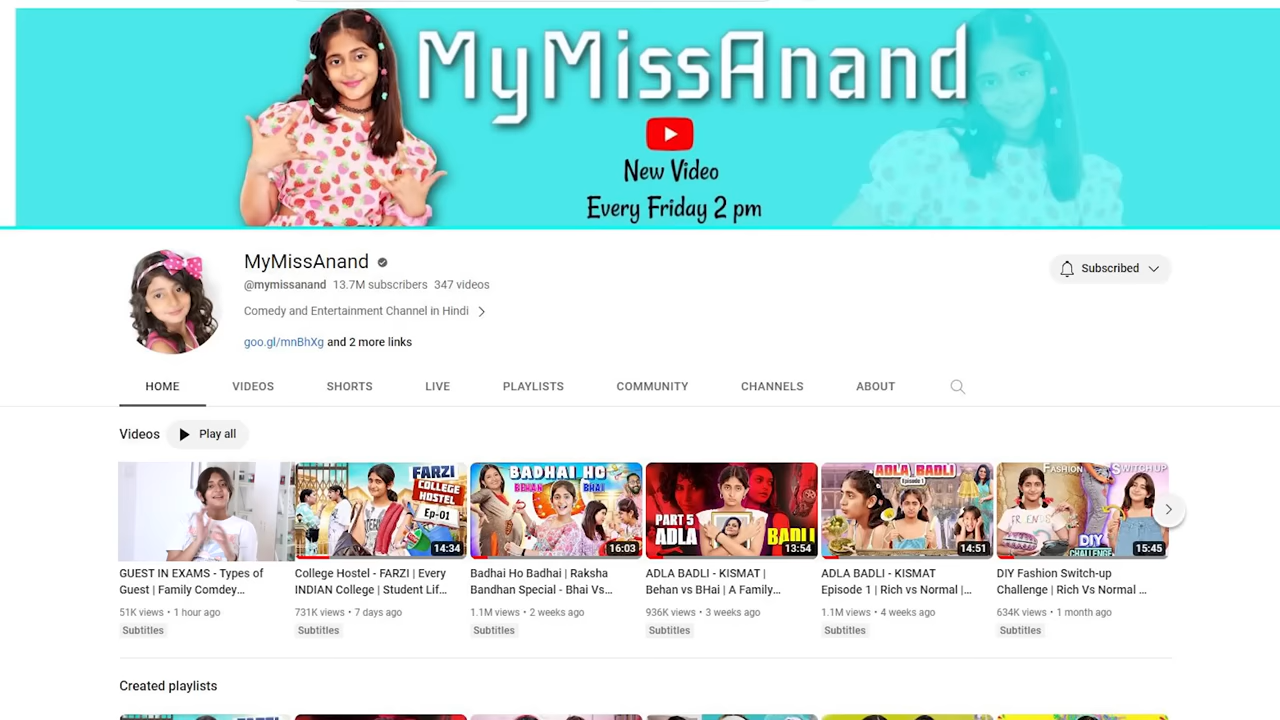 MyMissAnand
New Video
Every Friday 2 pm
MyMissAnand
@mymissanand 13.7M subscribers 347 videos
Comedy and Entertainment Channel in Hindi
goo.gl/mnBhXg and 2 more links
Subscribed
HOME VIDEOS SHORTS LIVE PLAYLISTS COMMUNITY CHANNELS ABOUT
Videos Play all
FARZI
COLLEGE
HOSTEL
Ep-01
14:34
BADHAI HO
BEHAN BHAI
16:03
PART 5
ADLA BADLI
13:54
ADLA BADLI
Episode 1
14:51
FASHION SWITCH UP
FRIENDS
DIY
CHALLENGE
15:45
GUEST IN EXAMS - Types of
Guest | Family Comdey...
51K views • 1 hour ago
Subtitles
College Hostel - FARZI | Every
INDIAN College | Student Lif...
731K views • 7 days ago
Subtitles
Badhai Ho Badhai | Raksha
Bandhan Special - Bhai Vs...
1.1M views • 2 weeks ago
Subtitles
ADLA BADLI - KISMAT |
Behan vs BHai | A Family...
936K views • 3 weeks ago
Subtitles
ADLA BADLI - KISMAT
Episode 1 | Rich vs Normal |...
1.1M views • 4 weeks ago
Subtitles
DIY Fashion Switch-up
Challenge | Rich Vs Normal ...
634K views • 1 month ago
Subtitles
Created playlists